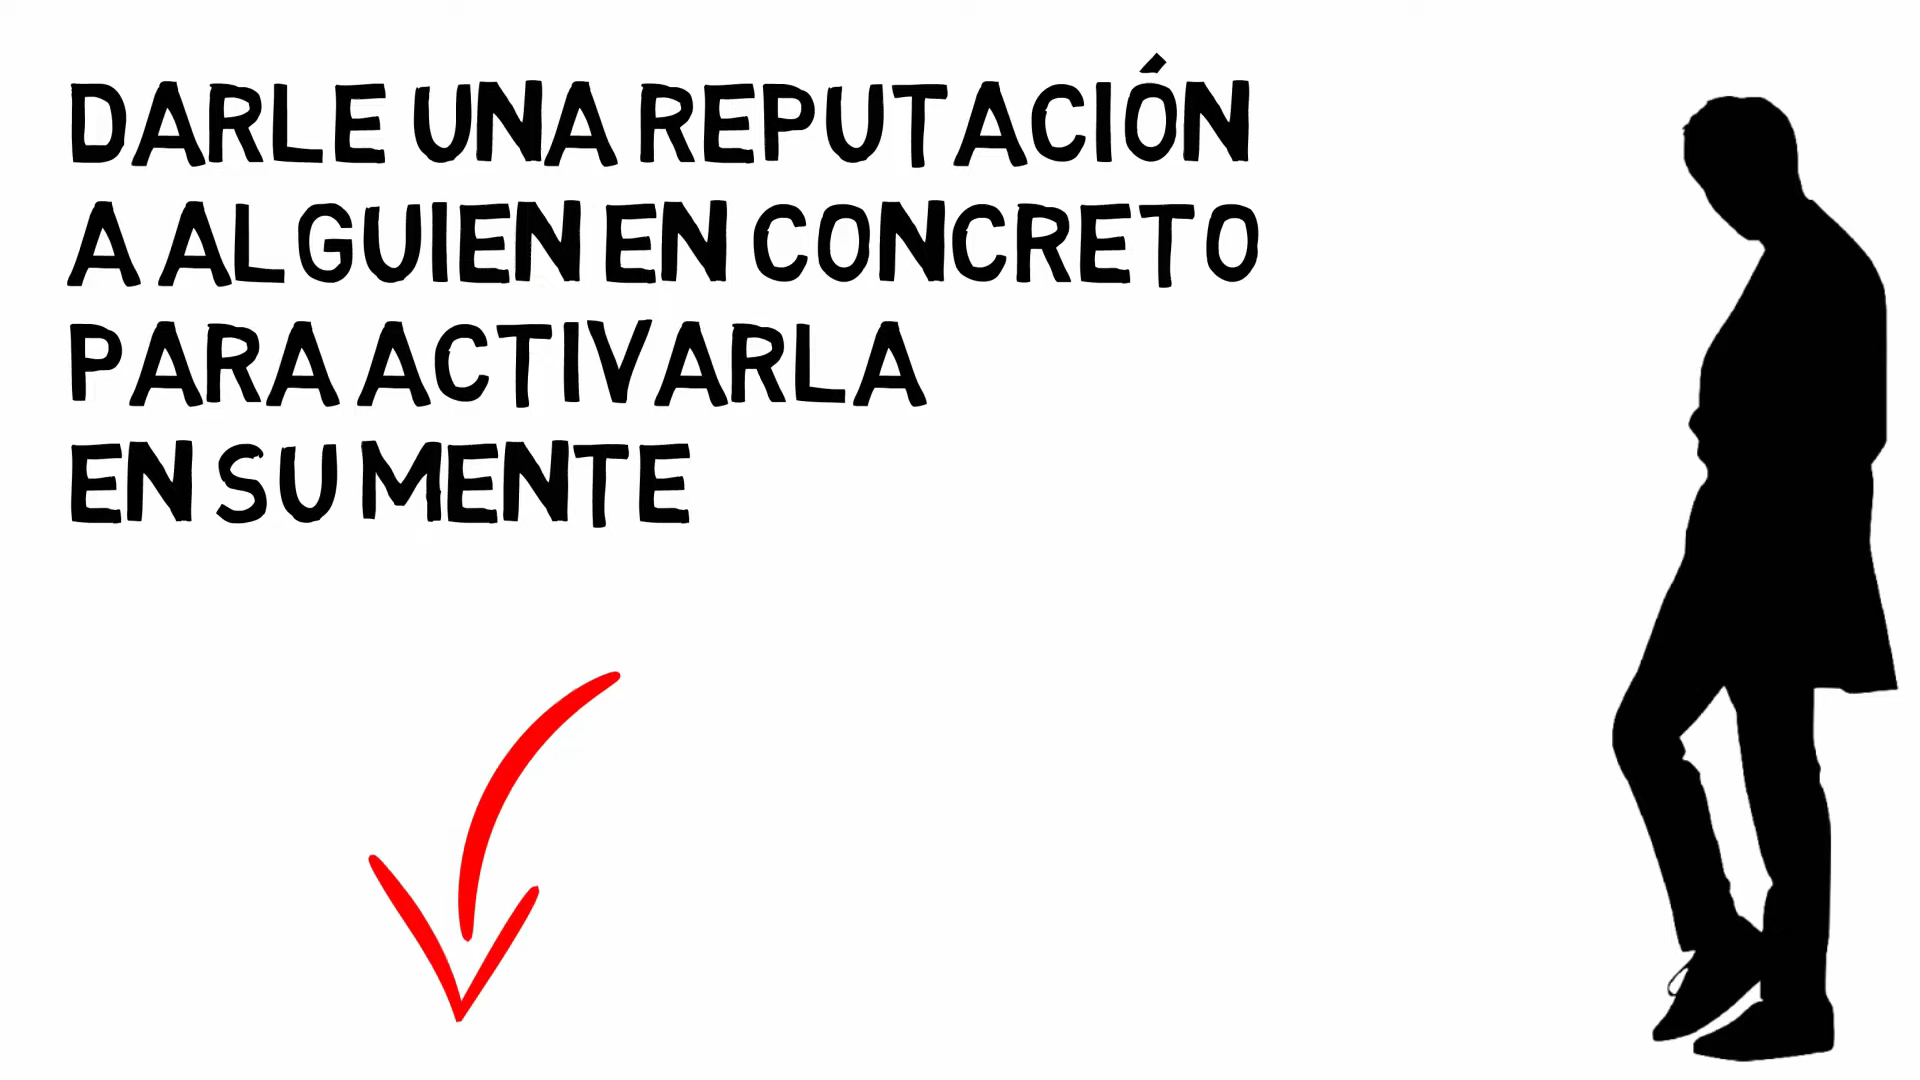 DARLE UNA REPUTACIÓN
A ALGUIEN EN CONCRETO
PARA ACTIVARLA
EN SU MENTE